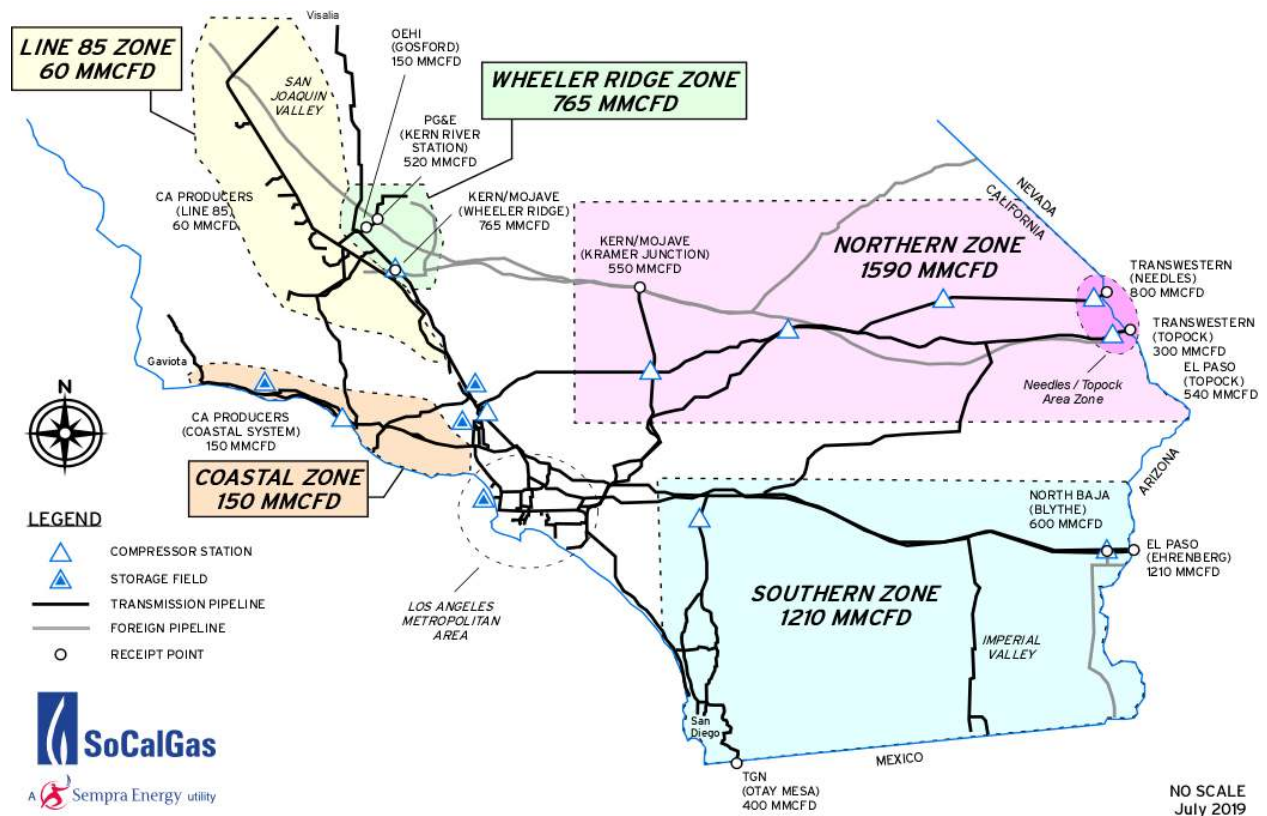 Visalia
LINE 85 ZONE
60 MMCFD
OEHI
(GOSFORD)
150 MMCFD
SAN
JOAQUIN
VALLEY
WHEELER RIDGE ZONE
765 MMCFD
PG&E
(KERN RIVER
STATION)
520 MMCFD
CA PRODUCERS
(LINE 85)
60 MMCFD
KERN/MOJAVE
(WHEELER RIDGE)
765 MMCFD
NEVADA
CALIFORNIA
KERN/MOJAVE
(KRAMER JUNCTION)
550 MMCFD
NORTHERN ZONE
1590 MMCFD
TRANSWESTERN
(NEEDLES)
800 MMCFD
TRANSWESTERN
(TOPOCK)
300 MMCFD
EL PASO
(TOPOCK)
540 MMCFD
Needles / Topock
Area Zone
Gaviota
N
CA PRODUCERS
(COASTAL SYSTEM)
150 MMCFD
COASTAL ZONE
150 MMCFD
ARIZONA
NORTH BAJA
(BLYTHE)
600 MMCFD
EL PASO
(EHRENBERG)
1210 MMCFD
LEGEND
COMPRESSOR STATION
STORAGE FIELD
TRANSMISSION PIPELINE
FOREIGN PIPELINE
RECEIPT POINT
LOS ANGELES
METROPOLITAN
AREA
SOUTHERN ZONE
1210 MMCFD
IMPERIAL
VALLEY
San
Diego
MEXICO
TGN
(OTAY MESA)
400 MMCFD
SoCalGas
A Sempra Energy utility
NO SCALE
July 2019